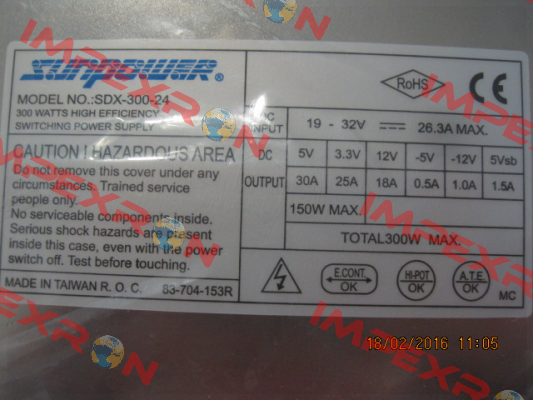 SUNPOWER ®
MODEL NO.:SDX-300-24
300 WATTS HIGH EFFICIENCY
SWITCHING POWER SUPPLY
RoHS CE
INPUT 19 - 32V 26.3A MAX.
DC 5V 3.3V 12V -5V -12V 5Vsb
OUTPUT 30A 25A 18A 0.5A 1.0A 1.5A
150W MAX.
TOTAL300W MAX.
CAUTION ! HAZARDOUS AREA
Do not remove this cover under any
circumstances. Trained service
people only.
No serviceable components inside.
Serious shock hazards are present
inside this case, even with the power
switch off. Test before touching.
MADE IN TAIWAN R. O. C. 83-704-153R
E.CONT. OK
HI-POT OK
A.T.E. OK
MC
18/02/2016 11:05
IMPEXRON